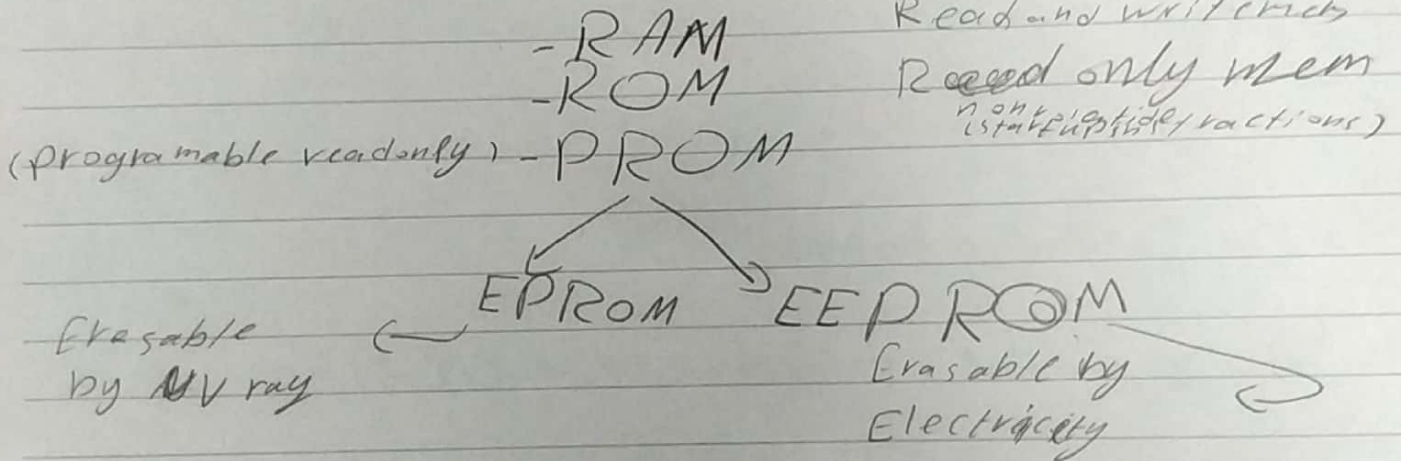 Read and write mem
- RAM
- ROM
Read only mem
(programable readonly) - PROM
EPROM
EEPROM
Erasable
by UV ray
Erasable by
Electricity